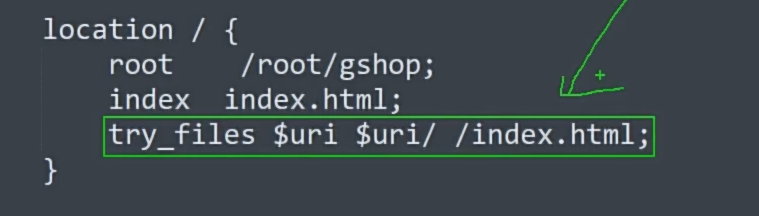 location / {
root /root/gshop;
index index.html;
try_files $uri $uri/ /index.html;
}